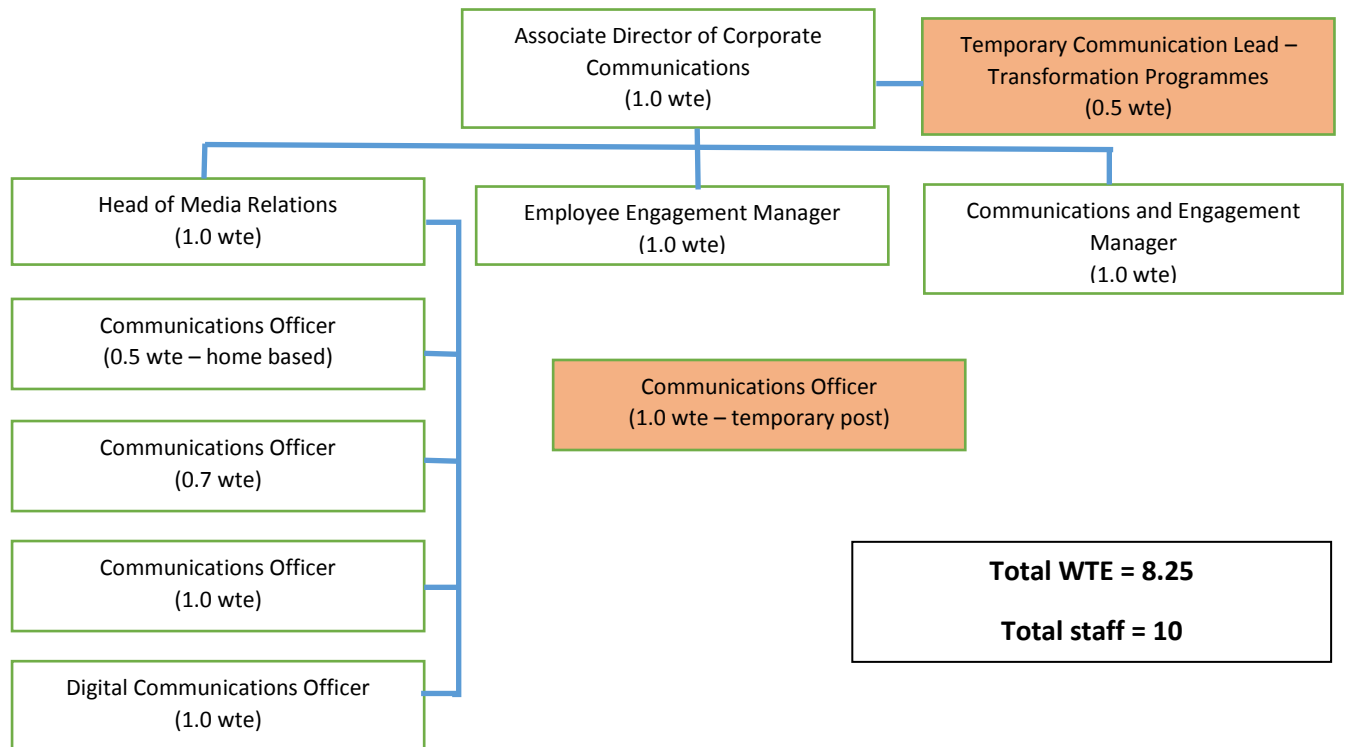 Associate Director of Corporate
Communications
(1.0 wte)
Temporary Communication Lead –
Transformation Programmes
(0.5 wte)
Head of Media Relations
(1.0 wte)
Employee Engagement Manager
(1.0 wte)
Communications and Engagement
Manager
(1.0 wte)
Communications Officer
(0.5 wte – home based)
Communications Officer
(1.0 wte – temporary post)
Communications Officer
(0.7 wte)
Communications Officer
(1.0 wte)
Digital Communications Officer
(1.0 wte)
Total WTE = 8.25
Total staff = 10